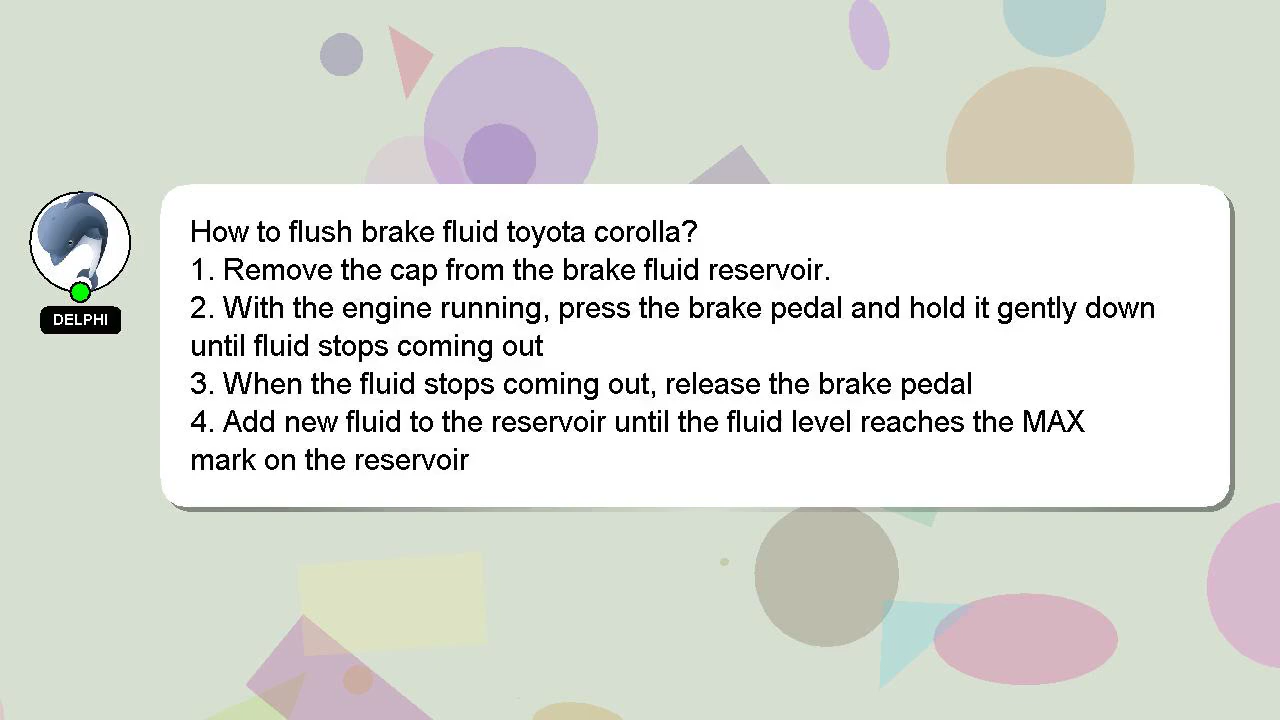 How to flush brake fluid toyota corolla?
1. Remove the cap from the brake fluid reservoir.
2. With the engine running, press the brake pedal and hold it gently down
until fluid stops coming out
3. When the fluid stops coming out, release the brake pedal
4. Add new fluid to the reservoir until the fluid level reaches the MAX
mark on the reservoir
DELPHI